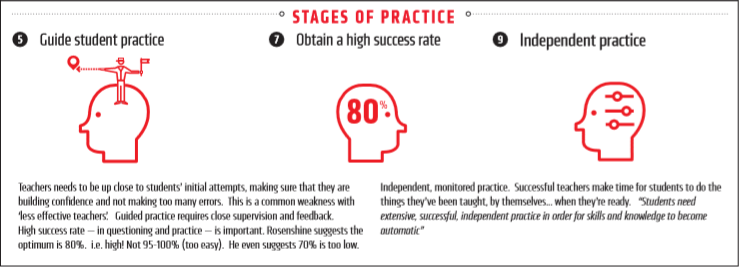 STAGES OF PRACTICE
5 Guide student practice
7 Obtain a high success rate
9 Independent practice
80%
Teachers needs to be up close to students' initial attempts, making sure that they are
building confidence and not making too many errors. This is a common weakness with
'less effective teachers'. Guided practice requires close supervision and feedback.
High success rate – in questioning and practice – is important. Rosenshine suggests the
optimum is 80%. i.e. high! Not 95-100% (too easy). He even suggests 70% is too low.
Independent, monitored practice. Successful teachers make time for students to do the
things they've been taught, by themselves... when they're ready. "Students need
extensive, successful, independent practice in order for skills and knowledge to become
automatic"